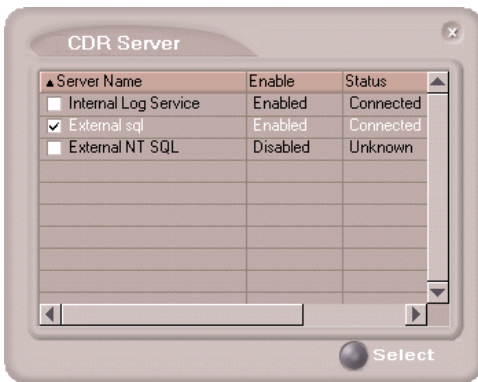 CDR Server
Server Name Enable Status
Internal Log Service Enabled Connected
External sql Enabled Connected
External NT SQL Disabled Unknown
Select